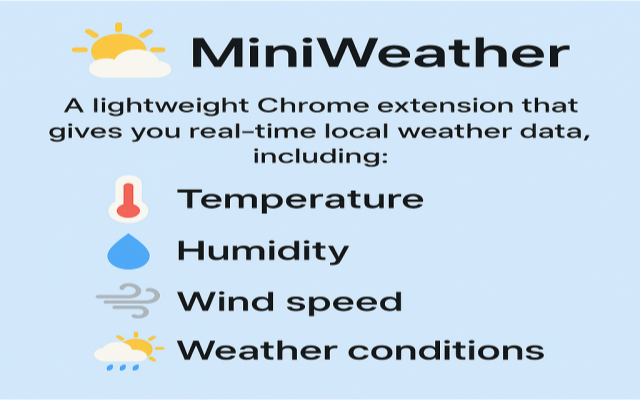 MiniWeather
A lightweight Chrome extension that
gives you real-time local weather data,
including:
Temperature
Humidity
Wind speed
Weather conditions